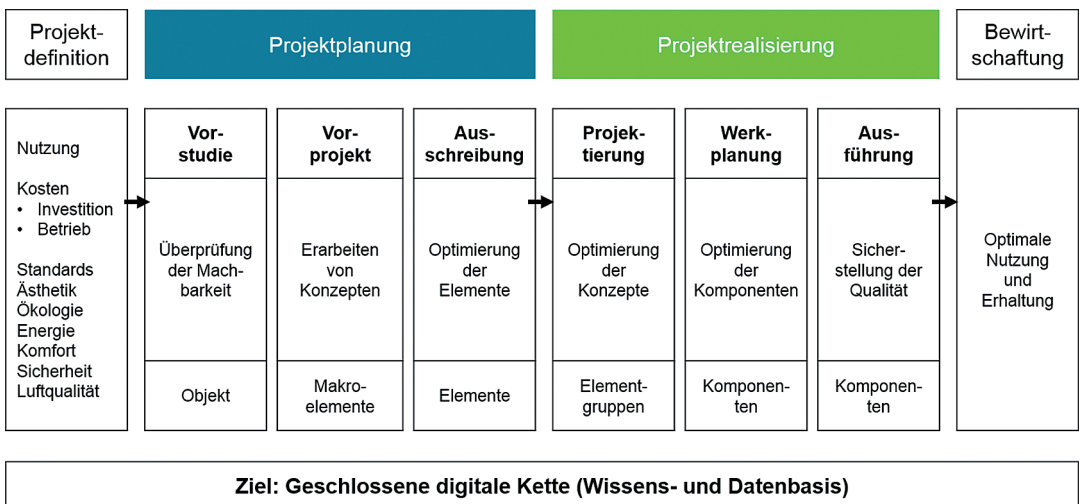 Projekt-
definition
Projektplanung
Projektrealisierung
Bewirt-
schaftung
Nutzung
Kosten
• Investition
• Betrieb
Standards
Ästhetik
Ökologie
Energie
Komfort
Sicherheit
Luftqualität
Vor-
studie
Überprüfung
der Mach-
barkeit
Objekt
Vor-
projekt
Erarbeiten
von
Konzepten
Makro-
elemente
Aus-
schreibung
Optimierung
der
Elemente
Elemente
Projek-
tierung
Optimierung
der
Konzepte
Element-
gruppen
Werk-
planung
Optimierung
der
Komponenten
Komponen-
ten
Aus-
führung
Sicher-
stellung der
Qualität
Komponen-
ten
Optimale
Nutzung
und
Erhaltung
Ziel: Geschlossene digitale Kette (Wissens- und Datenbasis)